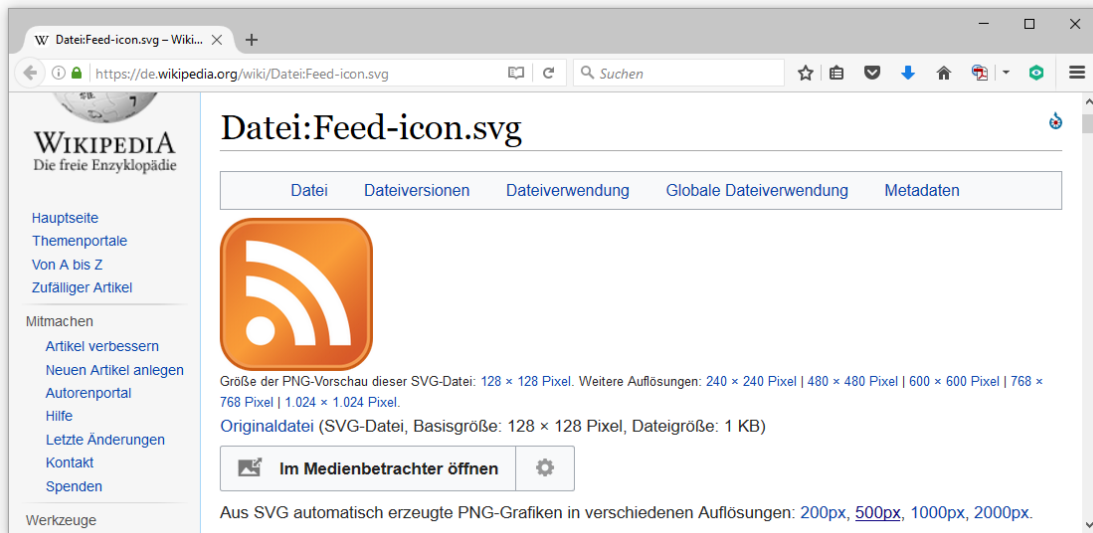 W Datei:Feed-icon.svg – Wiki...
https://de.wikipedia.org/wiki/Datei:Feed-icon.svg
Suchen
WIKIPEDIA
Die freie Enzyklopädie
Hauptseite
Themenportale
Von A bis Z
Zufälliger Artikel
Mitmachen
Artikel verbessern
Neuen Artikel anlegen
Autorenportal
Hilfe
Letzte Änderungen
Kontakt
Spenden
Werkzeuge
Datei:Feed-icon.svg
Datei Dateiversionen Dateiverwendung Globale Dateiverwendung Metadaten
Größe der PNG-Vorschau dieser SVG-Datei: 128 × 128 Pixel. Weitere Auflösungen: 240 × 240 Pixel | 480 × 480 Pixel | 600 × 600 Pixel | 768 ×
768 Pixel | 1.024 × 1.024 Pixel.
Originaldatei (SVG-Datei, Basisgröße: 128 × 128 Pixel, Dateigröße: 1 KB)
Im Medienbetrachter öffnen
Aus SVG automatisch erzeugte PNG-Grafiken in verschiedenen Auflösungen: 200px, 500px, 1000px, 2000px.